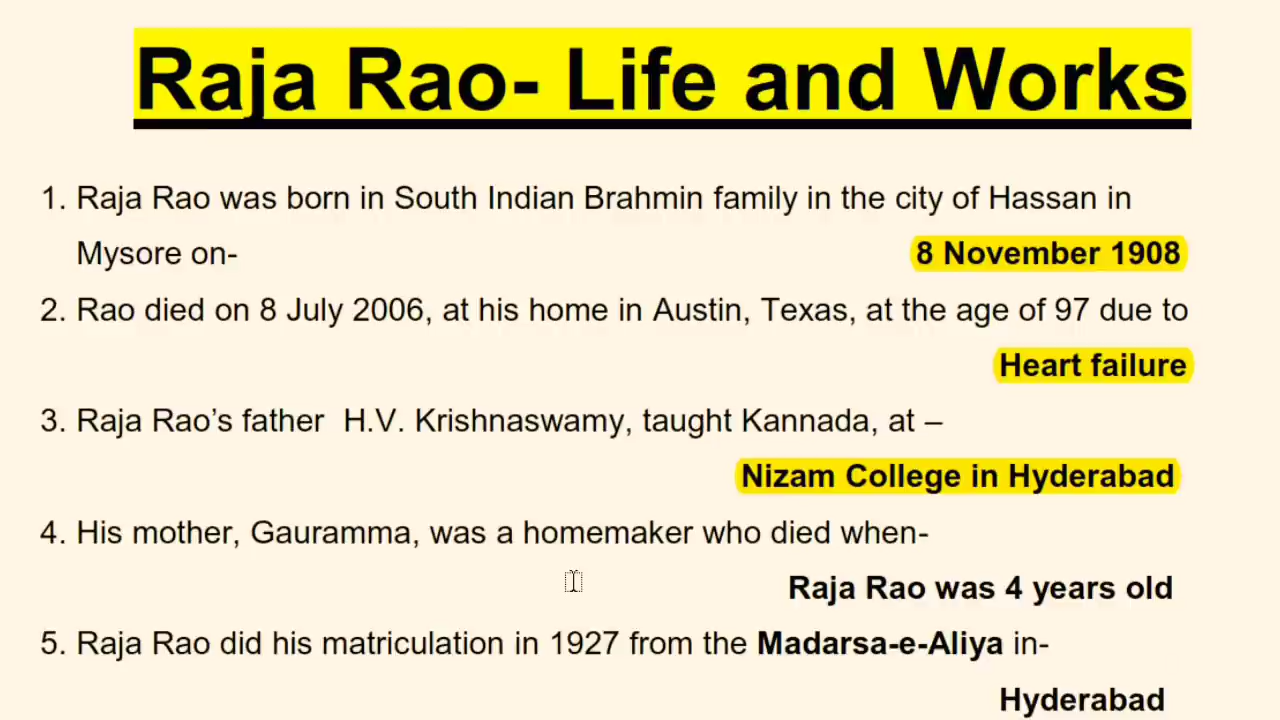 Raja Rao- Life and Works
1. Raja Rao was born in South Indian Brahmin family in the city of Hassan in
Mysore on- 8 November 1908
2. Rao died on 8 July 2006, at his home in Austin, Texas, at the age of 97 due to
Heart failure
3. Raja Rao’s father  H.V. Krishnaswamy, taught Kannada, at –
Nizam College in Hyderabad
4. His mother, Gauramma, was a homemaker who died when-
Raja Rao was 4 years old
5. Raja Rao did his matriculation in 1927 from the Madarsa-e-Aliya in-
Hyderabad